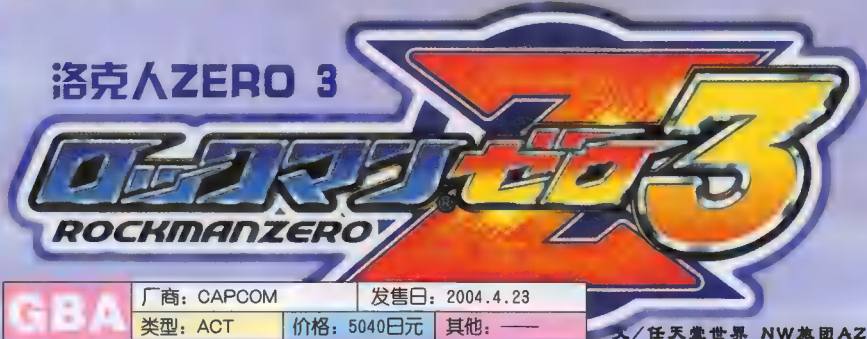 洛克人ZERO 3
ロックマン ゼロ3
®
ROCKMANZERO
Z
GBA
厂商：CAPCOM 发售日：2004.4.23
类型：ACT 价格：5040日元 其他：——
文/任天堂世界 NW集团AZ